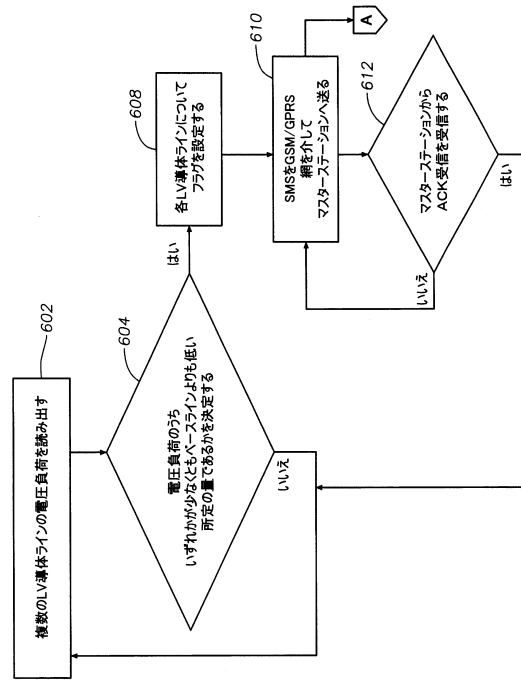 602
複数のLV導体ラインの電圧負荷を読み出す
604
電圧負荷のうち
いずれかが少なくともベースラインよりも低い
所定の量であるかを決定する
はい
いいえ
608
各LV導体ラインについて
フラグを設定する
610
SMSをGSM/GPRS
網を介して
マスターステーションへ送る
A
612
マスターステーションから
ACK受信を受信する
いいえ
はい